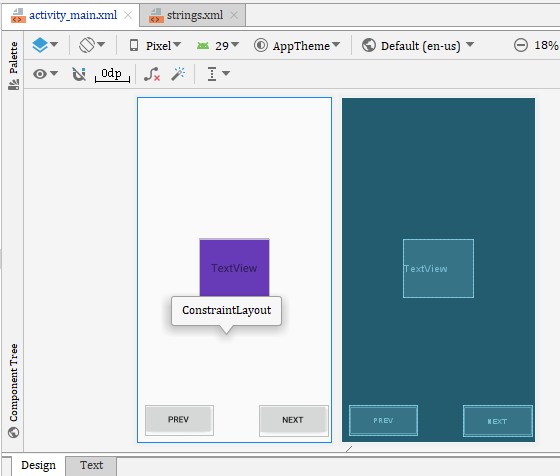 activity_main.xml
strings.xml
Pixel
29
AppTheme
Default (en-us)
18%
Palette
0dp
TextView
TextView
ConstraintLayout
Component Tree
PREV
NEXT
PREV
NEXT
Design
Text